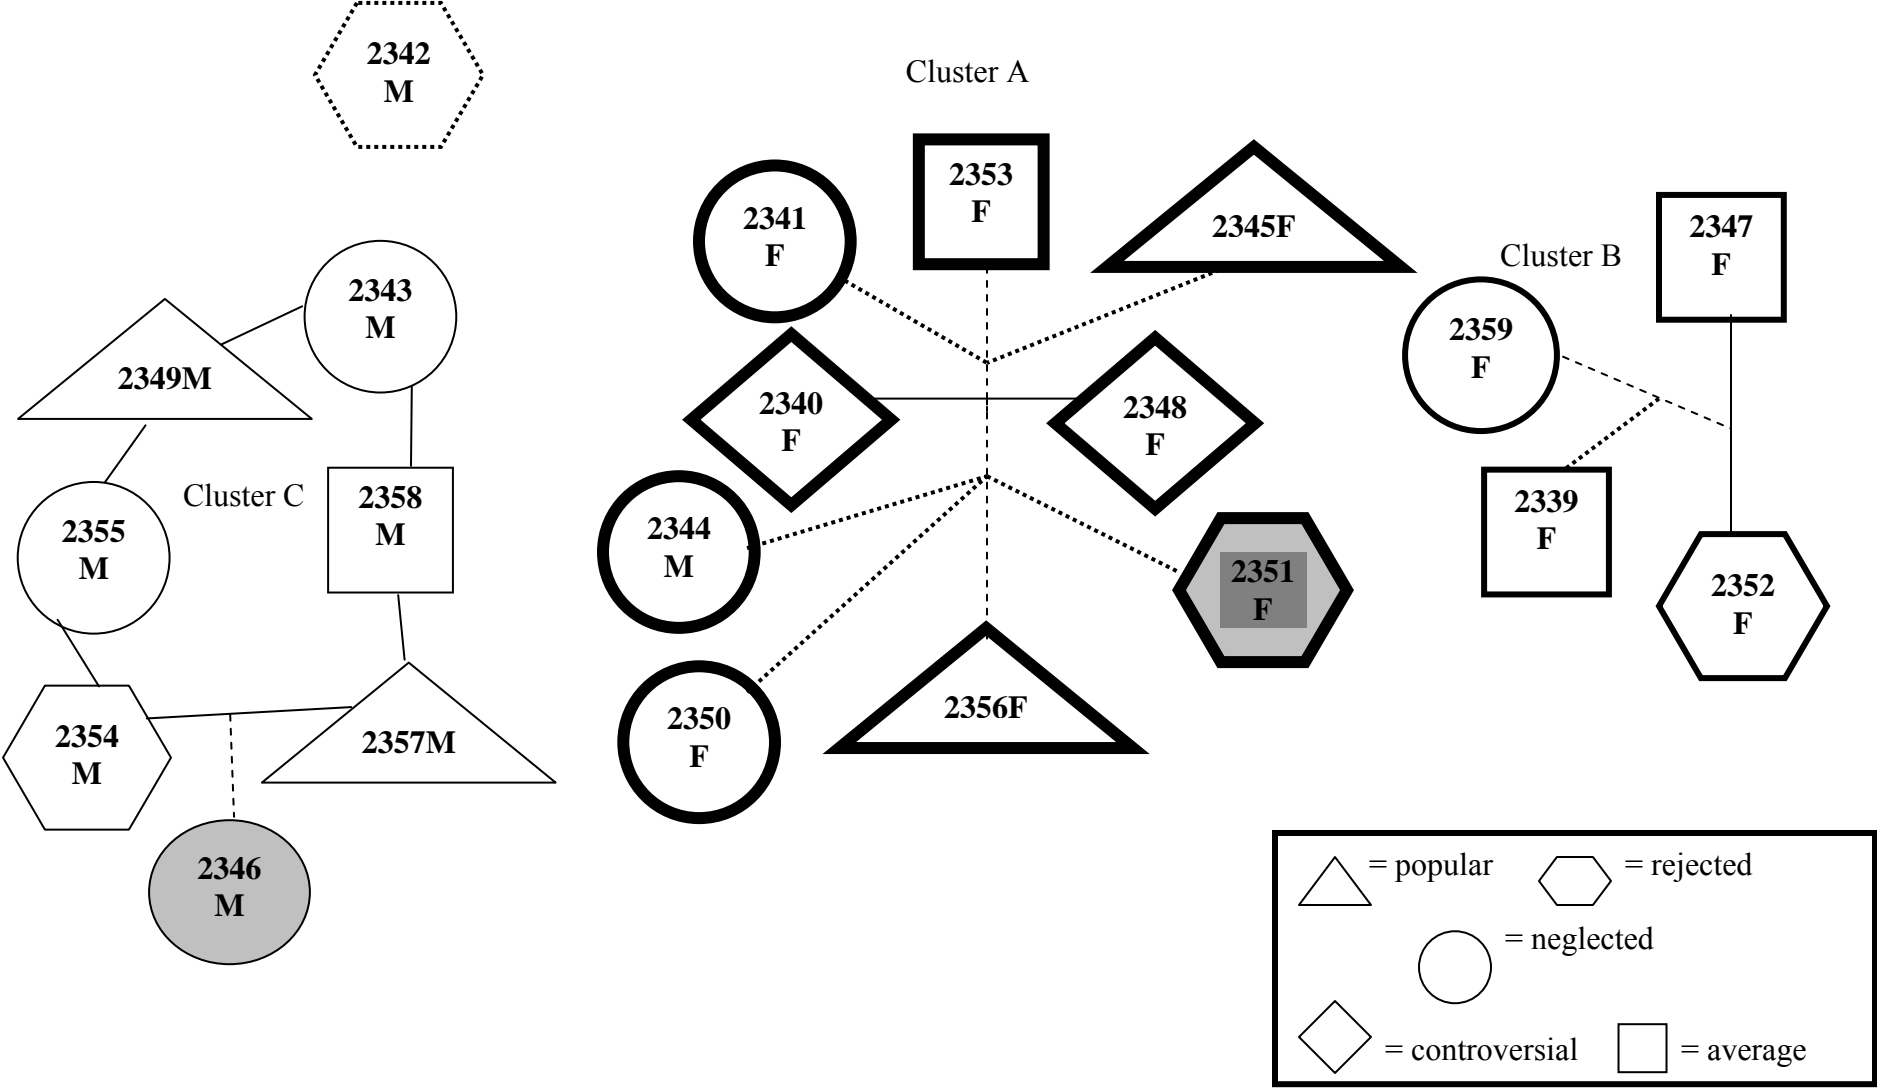 2342
M
Cluster A
2341
F
2353
F
2345F
2347
F
Cluster B
2359
F
2343
M
2349M
2340
F
2348
F
2355
M
Cluster C
2358
M
2344
M
2351
F
2339
F
2352
F
2354
M
2357M
2350
F
2356F
2346
M
= popular
= rejected
= neglected
= controversial
= average